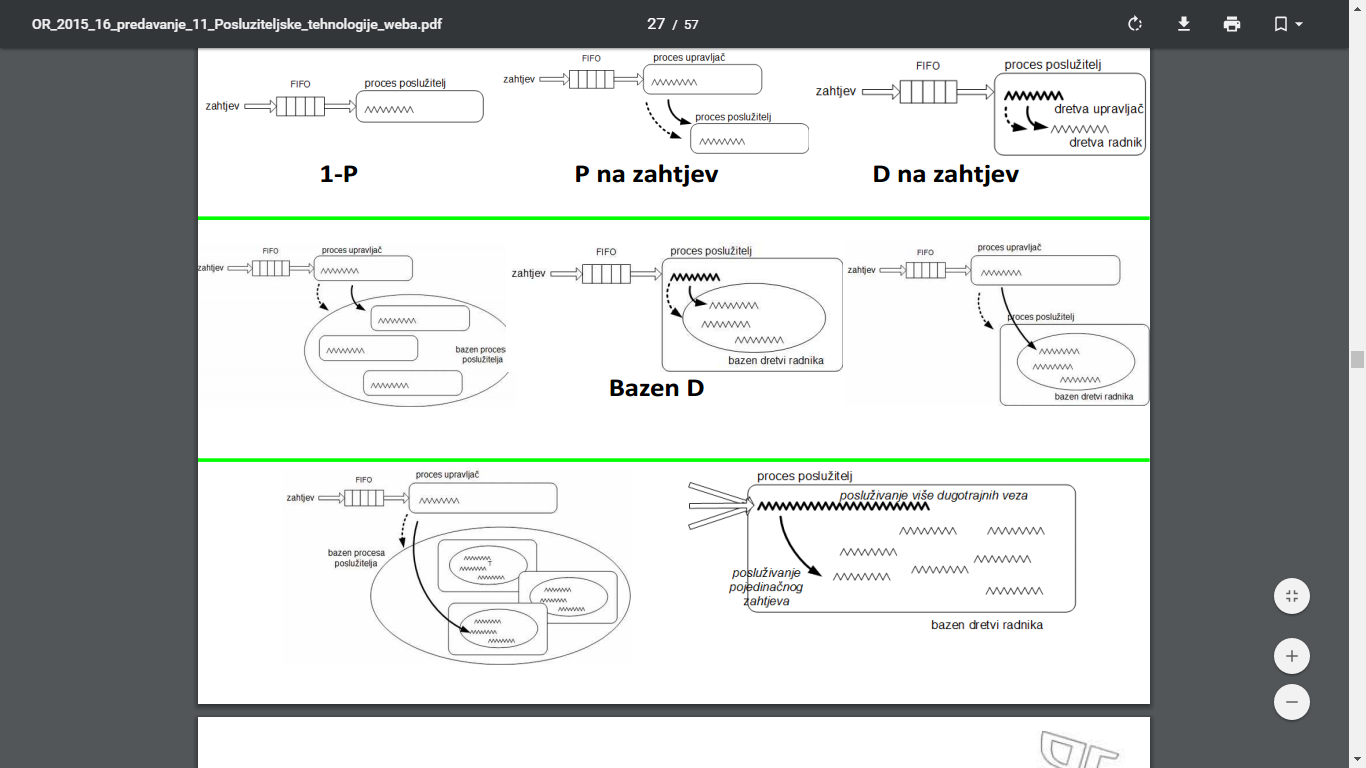 OR_2015_16_predavanje_11_Posluziteljske_tehnologije_weba.pdf
27 / 57
FIFO
proces poslužitelj
zahtjev
1-P
FIFO
proces upravljač
zahtjev
proces poslužitelj
P na zahtjev
FIFO
proces poslužitelj
zahtjev
dretva upravljač
dretva radnik
D na zahtjev
FIFO
proces upravljač
zahtjev
bazen proces
poslužitelja
FIFO
proces poslužitelj
zahtjev
bazen dretvi radnika
Bazen D
FIFO
proces upravljač
zahtjev
proces poslužitelj
bazen dretvi radnika
FIFO
proces upravljač
zahtjev
bazen procesa
poslužitelja
proces poslužitelj
posluživanje više dugotrajnih veza
posluživanje
pojedinačnog
zahtjeva
bazen dretvi radnika